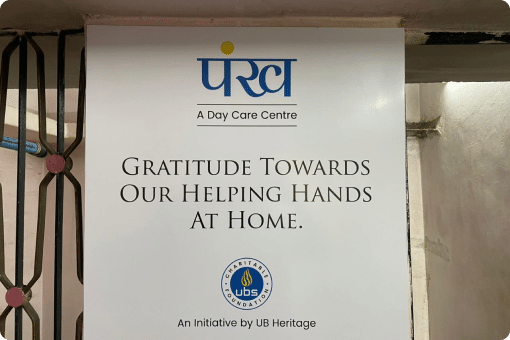 पंख
A Day Care Centre
GRATITUDE TOWARDS
OUR HELPING HANDS
AT HOME.
CHARITABLE
ubs
FOUNDATION
An Initiative by UB Heritage